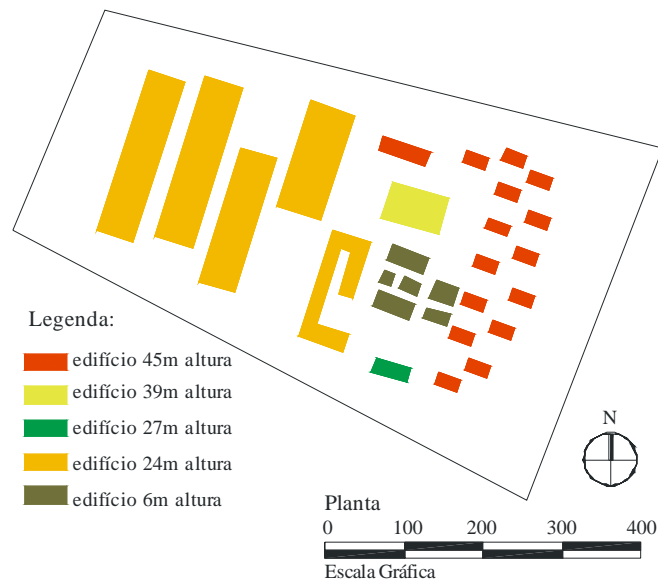 Legenda:
edifício 45m altura
edifício 39m altura
edifício 27m altura
edifício 24m altura
edifício 6m altura
N
Planta
0 100 200 300 400
Escala Gráfica